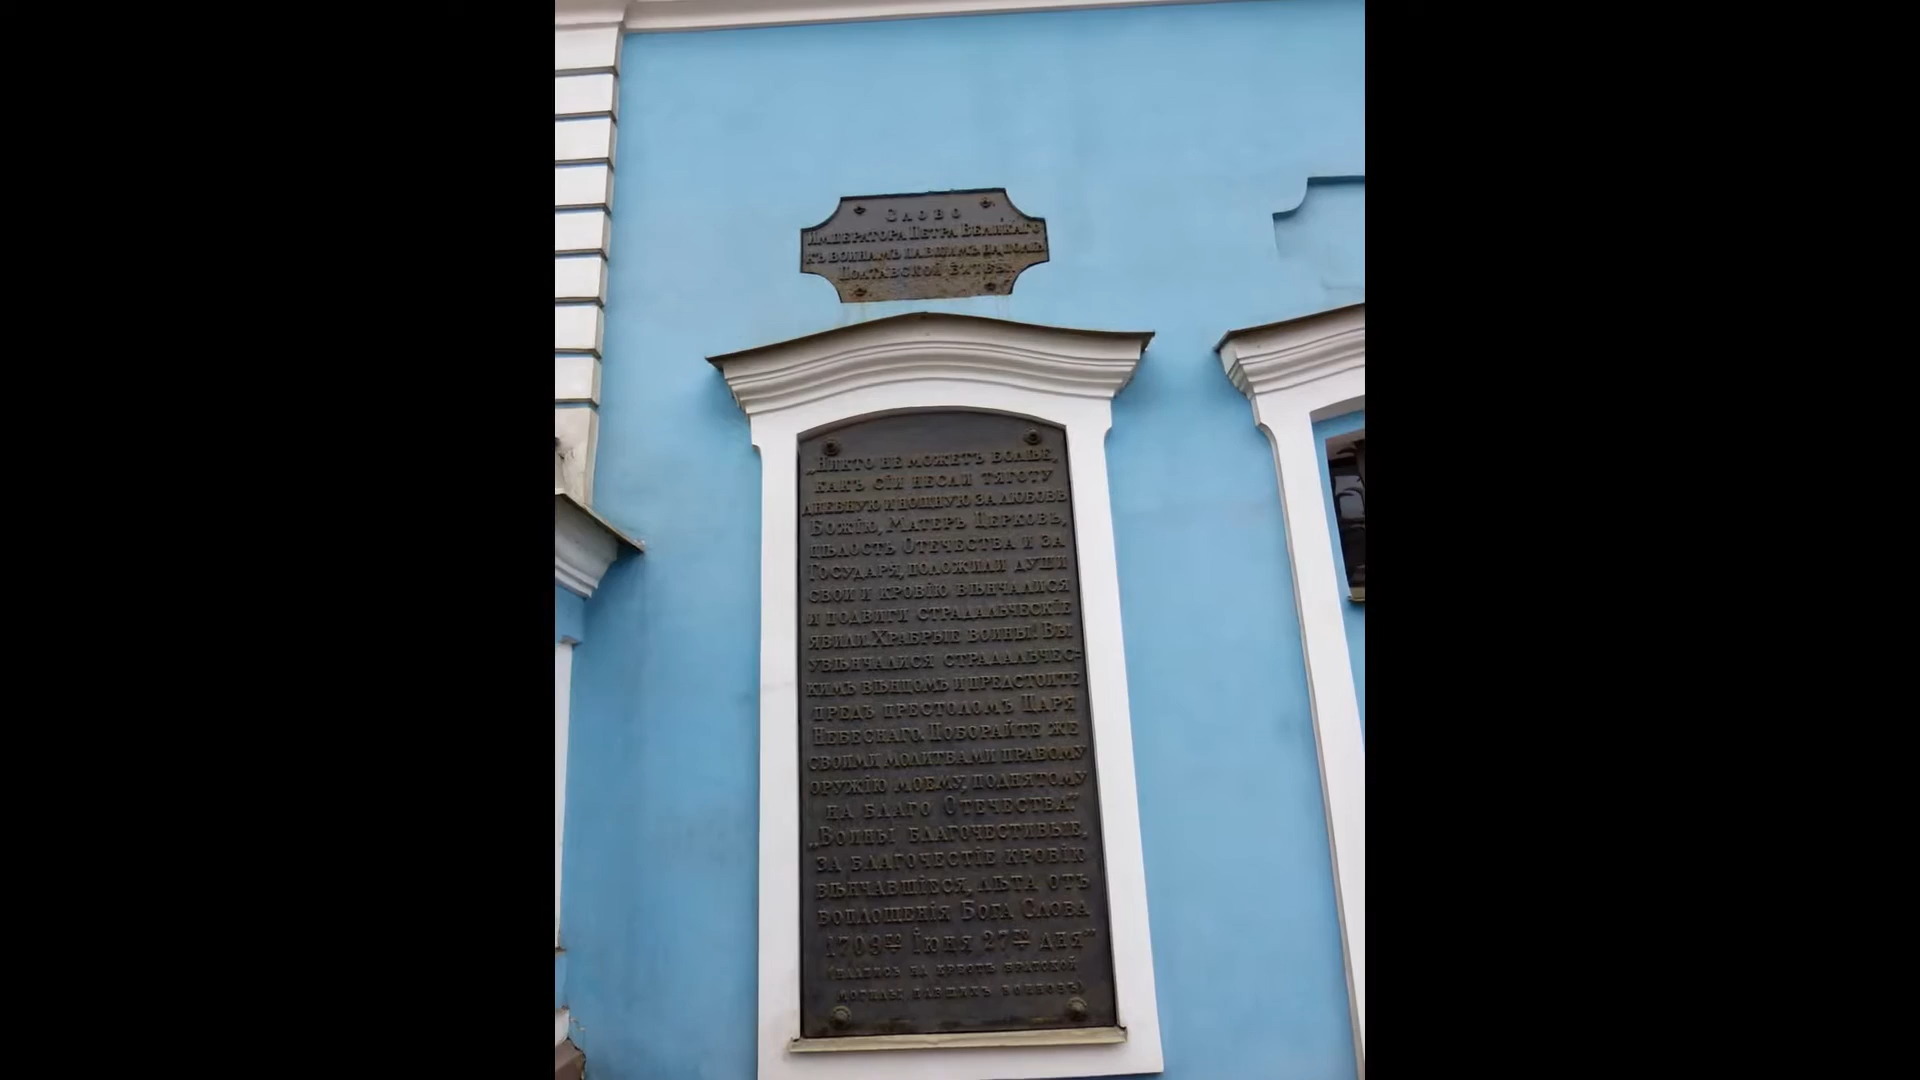 Слово
Императора Петра Великаго
къ воинамъ павшимъ на полѣ
Полтавской битвы.
„Никто не можетъ болѣе,
какъ сіи несли тяготу
дневную и нощную за любовь
Божію, Матерь Церковь,
цѣлость Отечества и за
Государя, положили души
свои и кровію вѣнчалися
и подвиги страдальческіе
явили. Храбрые воины! Вы
увѣнчалися страдальчес=
кимъ вѣнцомъ и предстоите
предъ престоломъ Царя
Небеснаго. Поборайте же
своими молитвами правому
оружію моему, поднятому
на благо Отечества."
„Воины благочестивые,
за благочестіе кровію
вѣнчавшіеся, лѣта отъ
воплощенія Бога Слова
1709го Іюня 27го дня"
(надпись на крестѣ братской
могилы павшихъ воиновъ)